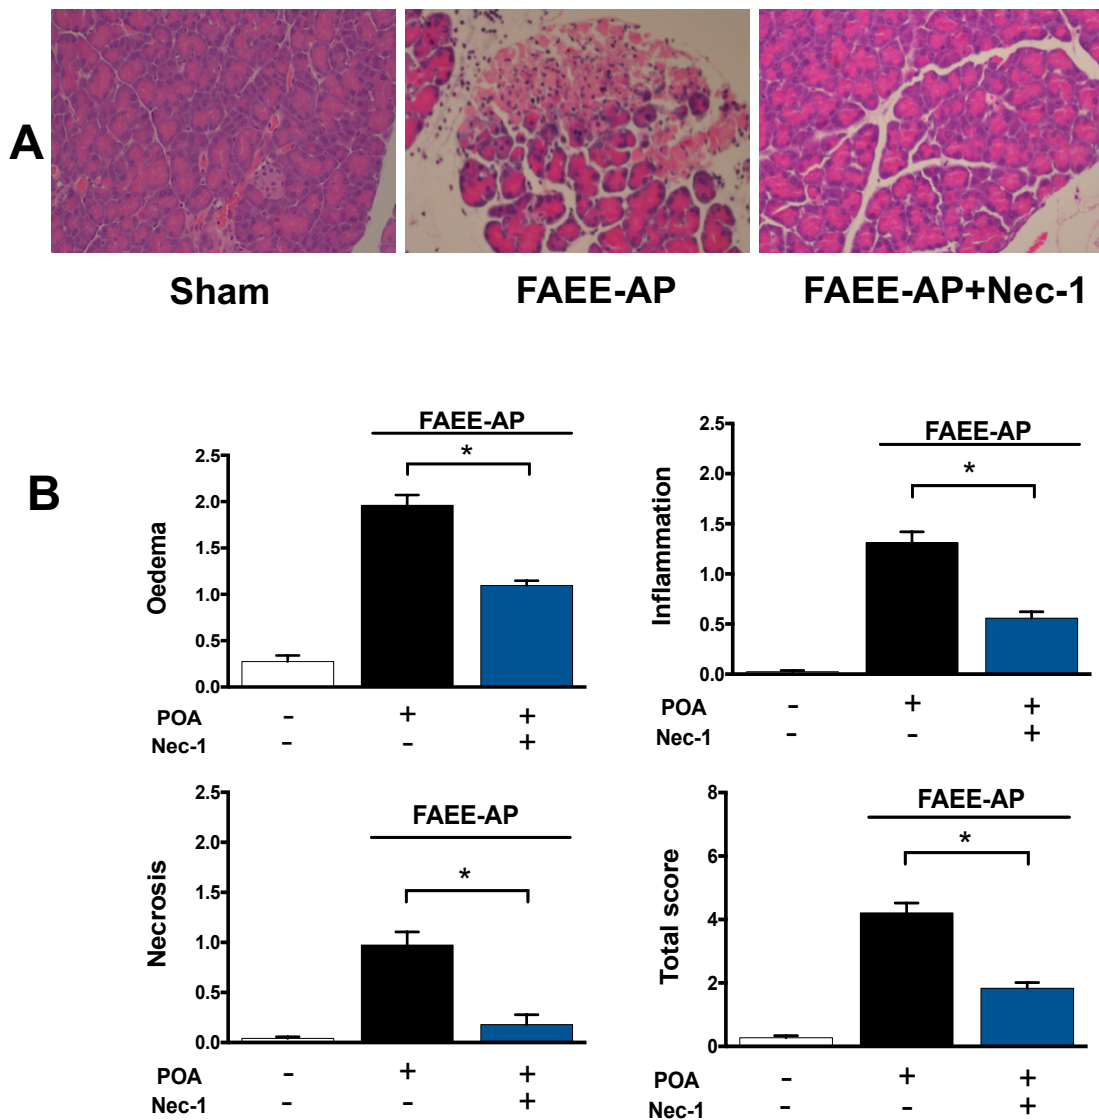 A
Sham FAEE-AP FAEE-AP+Nec-1
B
FAEE-AP
*
Oedema
2.5
2.0
1.5
1.0
0.5
0.0
POA - + +
Nec-1 - - +
FAEE-AP
*
Inflammation
2.5
2.0
1.5
1.0
0.5
0.0
POA - + +
Nec-1 - - +
FAEE-AP
*
Necrosis
2.5
2.0
1.5
1.0
0.5
0.0
POA - + +
Nec-1 - - +
FAEE-AP
*
Total score
8
6
4
2
0
POA - + +
Nec-1 - - +